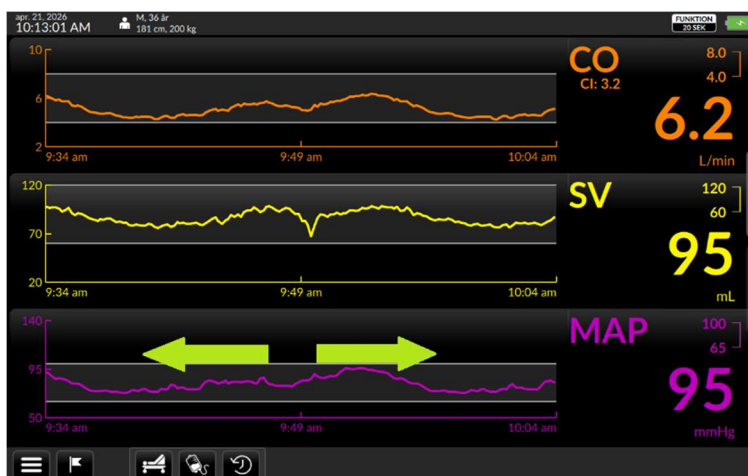 apr. 21, 2026
10:13:01 AM
M, 36 år
181 cm, 200 kg
FUNKTION
20 SEK
10
6
2
9:34 am
9:49 am
10:04 am
CO
CI: 3.2
8.0
4.0
6.2
L/min
120
70
20
9:34 am
9:49 am
10:04 am
SV
120
60
95
mL
140
95
50
9:34 am
9:49 am
10:04 am
MAP
100
65
95
mmHg